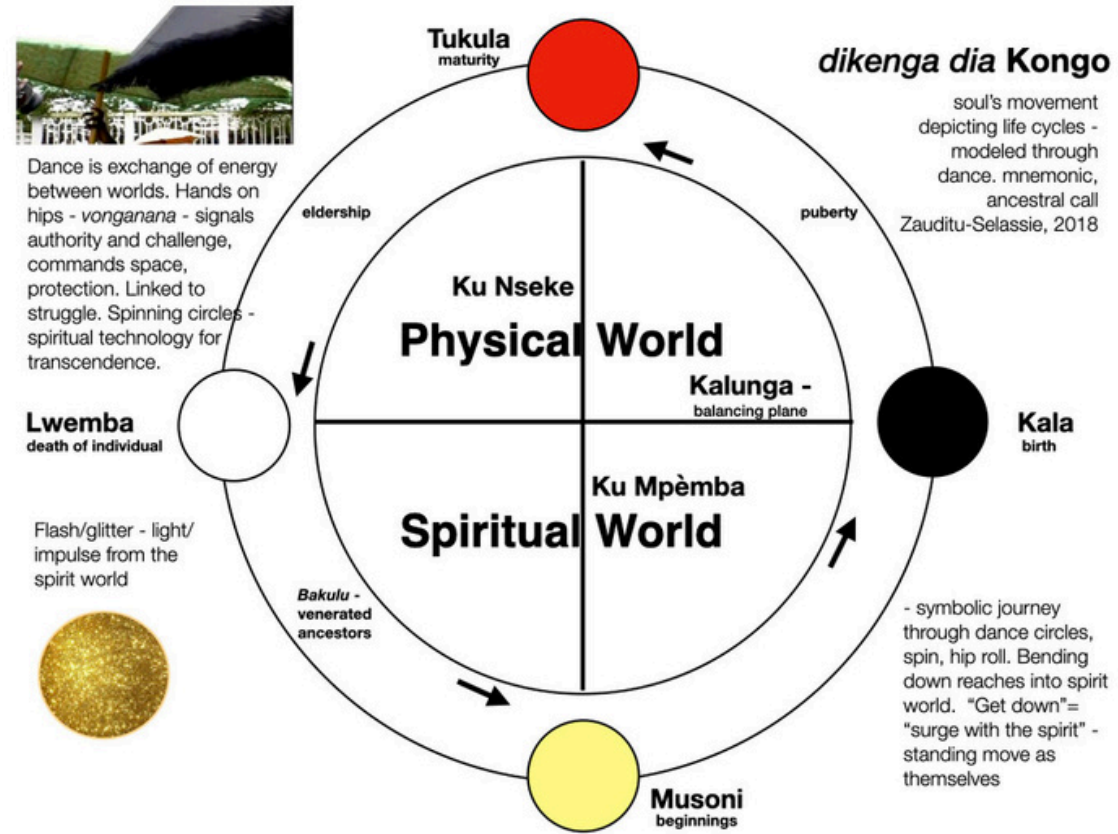 Tukula
maturity
dikenga dia Kongo
soul's movement
depicting life cycles -
modeled through
dance. mnemonic,
ancestral call
Zauditu-Selassie, 2018
Dance is exchange of energy
between worlds. Hands on
hips - vonganana - signals
authority and challenge,
commands space,
protection. Linked to
struggle. Spinning circles -
spiritual technology for
transcendence.
eldership
puberty
Ku Nseke
Physical World
Kalunga -
balancing plane
Lwemba
death of individual
Kala
birth
Ku Mpèmba
Spiritual World
Flash/glitter - light/
impulse from the
spirit world
Bakulu -
venerated
ancestors
- symbolic journey
through dance circles,
spin, hip roll. Bending
down reaches into spirit
world. “Get down”=
“surge with the spirit” -
standing move as
themselves
Musoni
beginnings